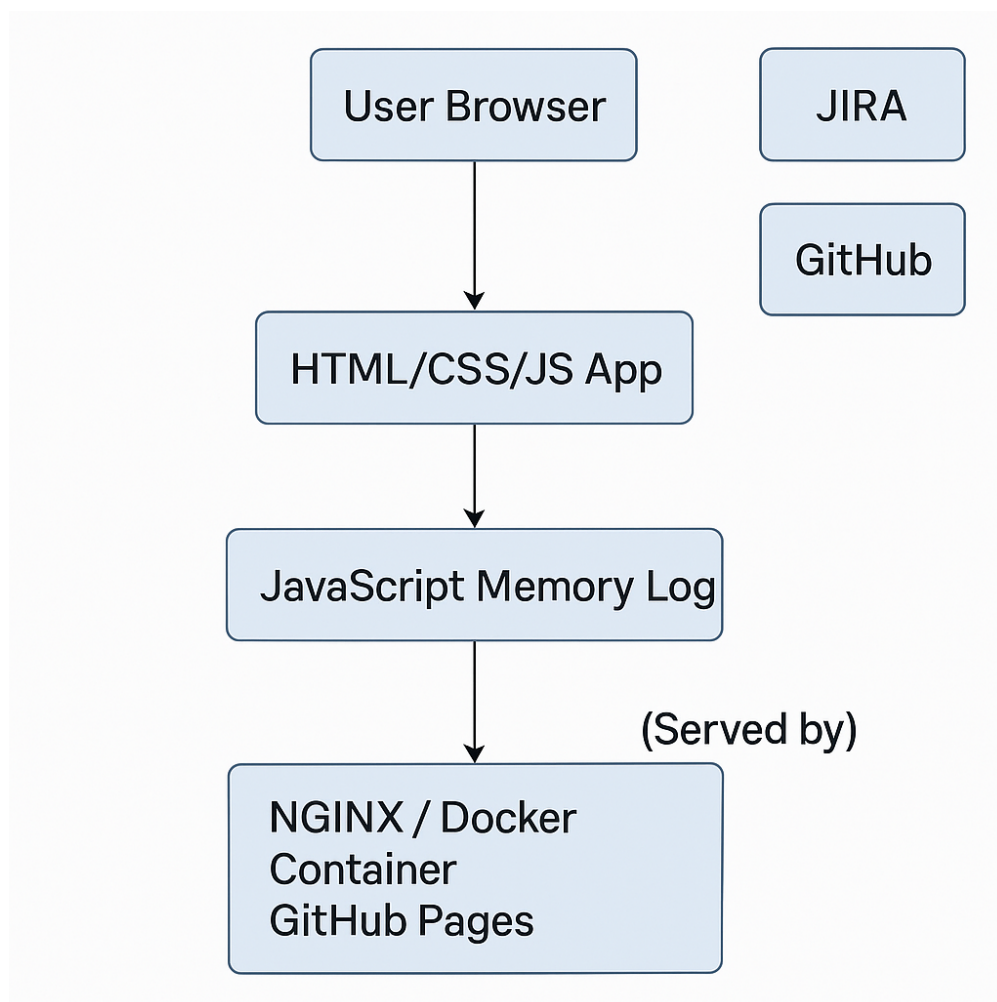 User Browser
JIRA
GitHub
HTML/CSS/JS App
JavaScript Memory Log
(Served by)
NGINX / Docker
Container
GitHub Pages